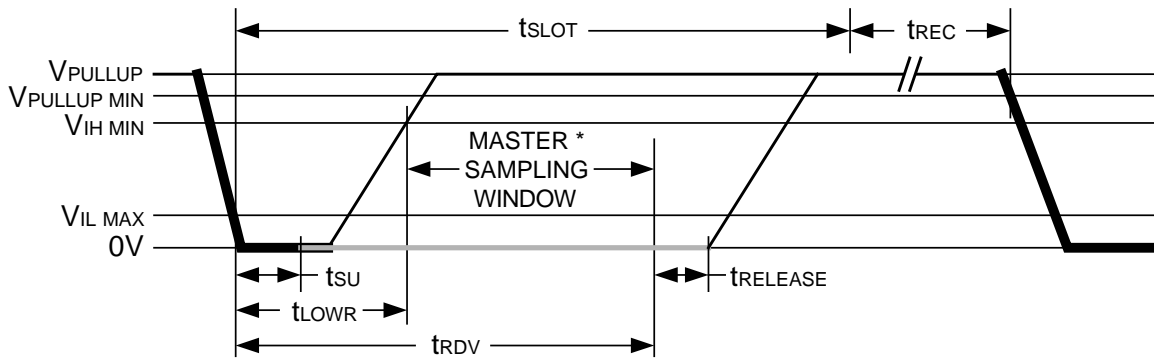 tSLOT
tREC
VPULLUP
VPULLUP MIN
VIH MIN
MASTER *
SAMPLING
WINDOW
VIL MAX
0V
tSU
tRELEASE
tLOWR
tRDV